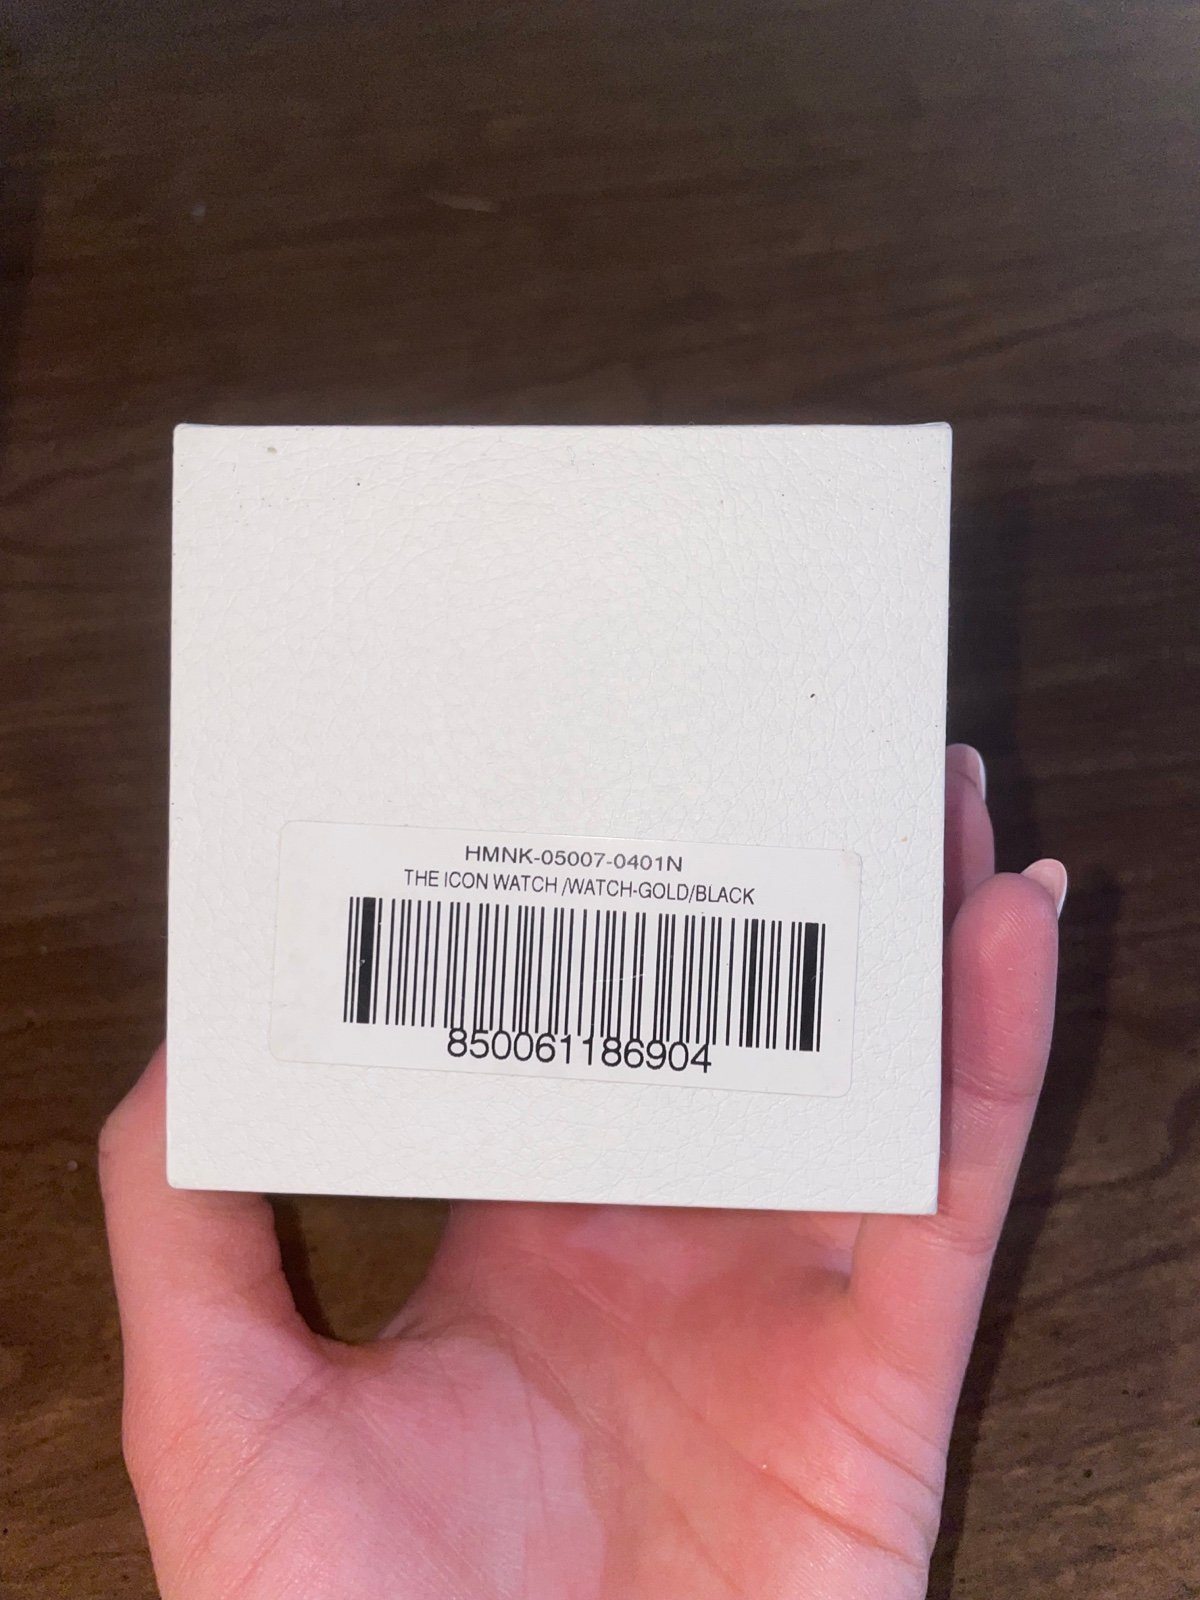 HMNK-05007-0401N
THE ICON WATCH /WATCH-GOLD/BLACK
850061186904